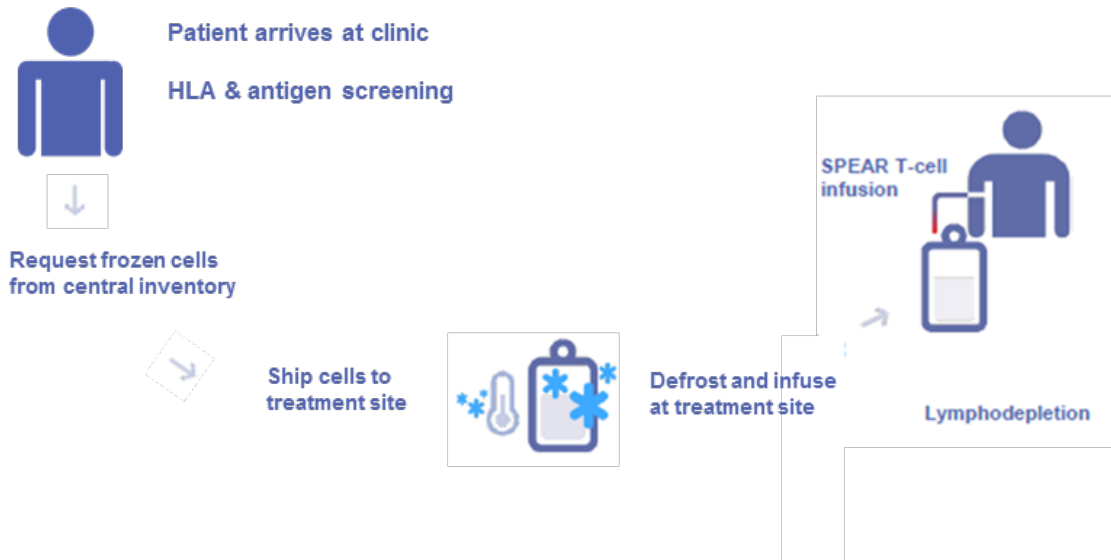 Patient arrives at clinic
HLA & antigen screening
Request frozen cells
from central inventory
Ship cells to
treatment site
Defrost and infuse
at treatment site
SPEAR T-cell
infusion
Lymphodepletion